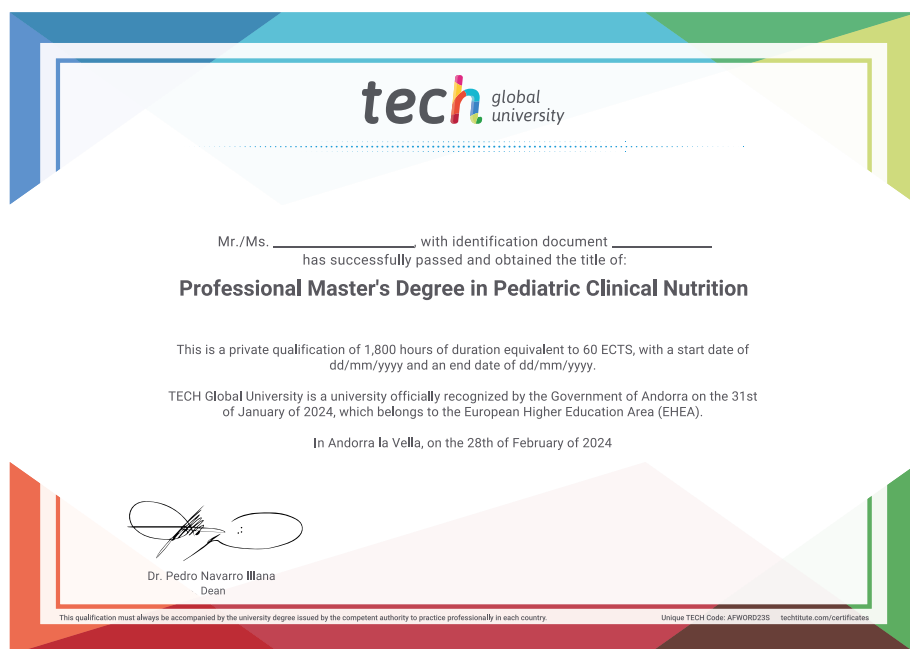 tech global university
Mr./Ms. ____________, with identification document ____________
has successfully passed and obtained the title of:
Professional Master's Degree in Pediatric Clinical Nutrition
This is a private qualification of 1,800 hours of duration equivalent to 60 ECTS, with a start date of
dd/mm/yyyy and an end date of dd/mm/yyyy.
TECH Global University is a university officially recognized by the Government of Andorra on the 31st
of January of 2024, which belongs to the European Higher Education Area (EHEA).
In Andorra la Vella, on the 28th of February of 2024
Dr. Pedro Navarro Illana
Dean
This qualification must always be accompanied by the university degree issued by the competent authority to practice professionally in each country.
Unique TECH Code: AFWORD23S techtitute.com/certificates